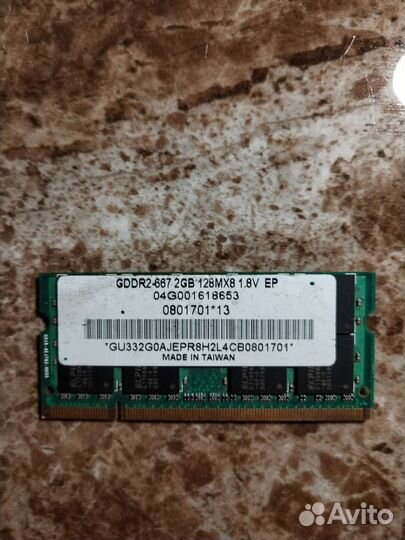 GDDR2-667 2GB 128MX8 1.8V EP
04G001618653
0801701*13
*GU332G0AJEPR8H2L4CB0801701*
MADE IN TAIWAN
Avito